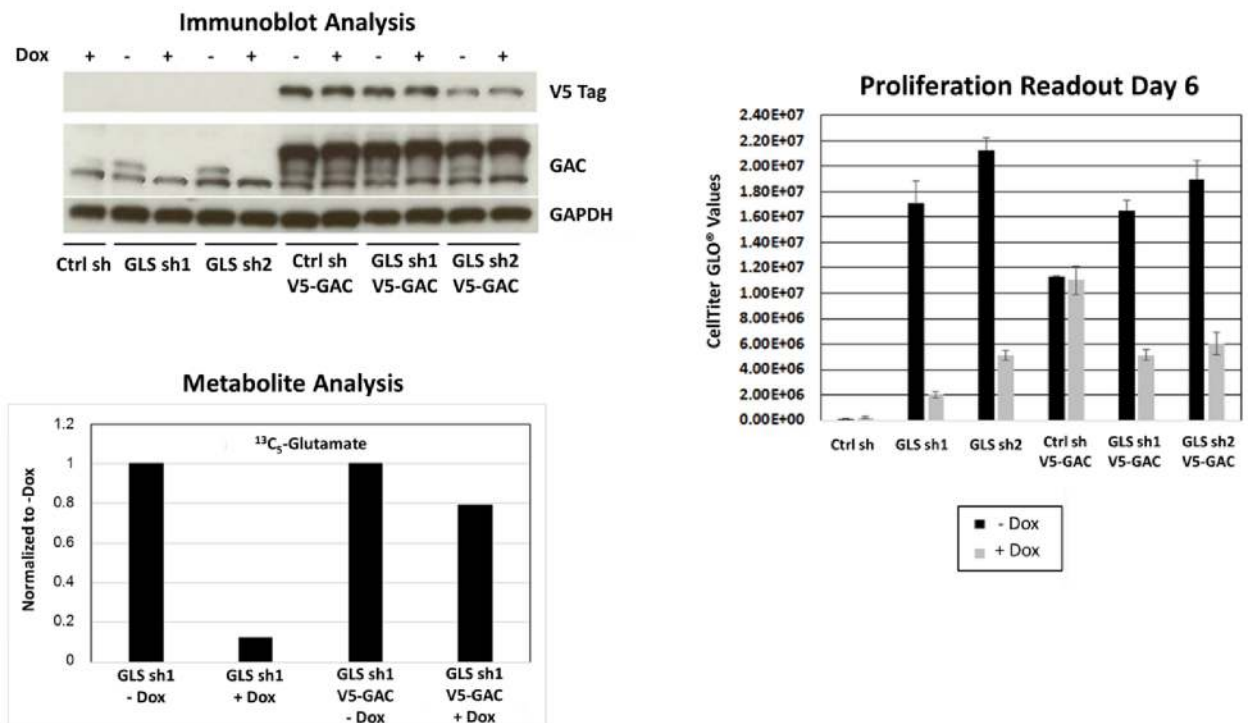 Immunoblot Analysis
Dox + - + - + - + - + - +
V5 Tag
GAC
GAPDH
Ctrl sh GLS sh1 GLS sh2 Ctrl sh GLS sh1 GLS sh2
V5-GAC V5-GAC V5-GAC
Metabolite Analysis
¹³C₅-Glutamate
Normalized to -Dox
1.2
1
0.8
0.6
0.4
0.2
0
GLS sh1 GLS sh1 GLS sh1 GLS sh1
- Dox + Dox V5-GAC V5-GAC
- Dox + Dox
Proliferation Readout Day 6
CellTiter GLO® Values
2.40E+07
2.20E+07
2.00E+07
1.80E+07
1.60E+07
1.40E+07
1.20E+07
1.00E+07
8.00E+06
6.00E+06
4.00E+06
2.00E+06
0.00E+00
Ctrl sh GLS sh1 GLS sh2 Ctrl sh GLS sh1 GLS sh2
V5-GAC V5-GAC V5-GAC
- Dox
+ Dox